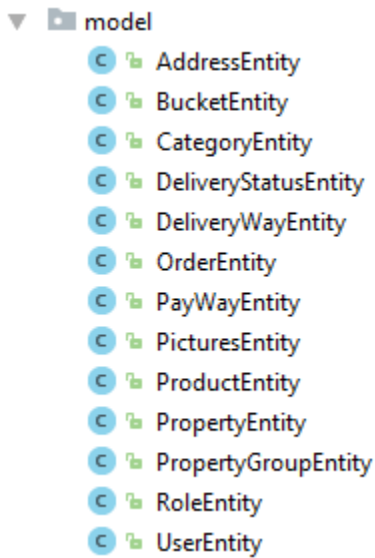 model
C AddressEntity
C BucketEntity
C CategoryEntity
C DeliveryStatusEntity
C DeliveryWayEntity
C OrderEntity
C PayWayEntity
C PicturesEntity
C ProductEntity
C PropertyEntity
C PropertyGroupEntity
C RoleEntity
C UserEntity